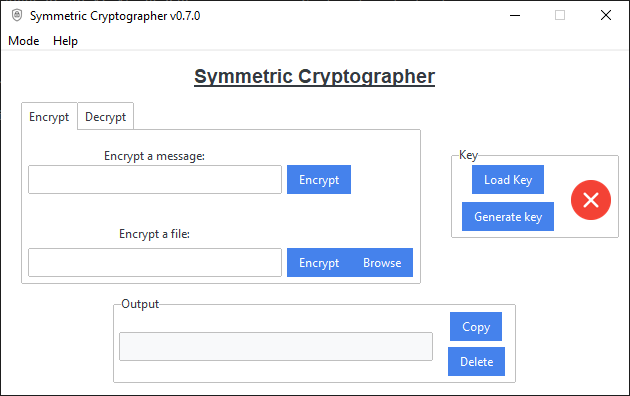 Symmetric Cryptographer v0.7.0
Mode Help
Symmetric Cryptographer
Encrypt Decrypt
Encrypt a message:
Encrypt
Encrypt a file:
Encrypt Browse
Key
Load Key
Generate key
Output
Copy
Delete